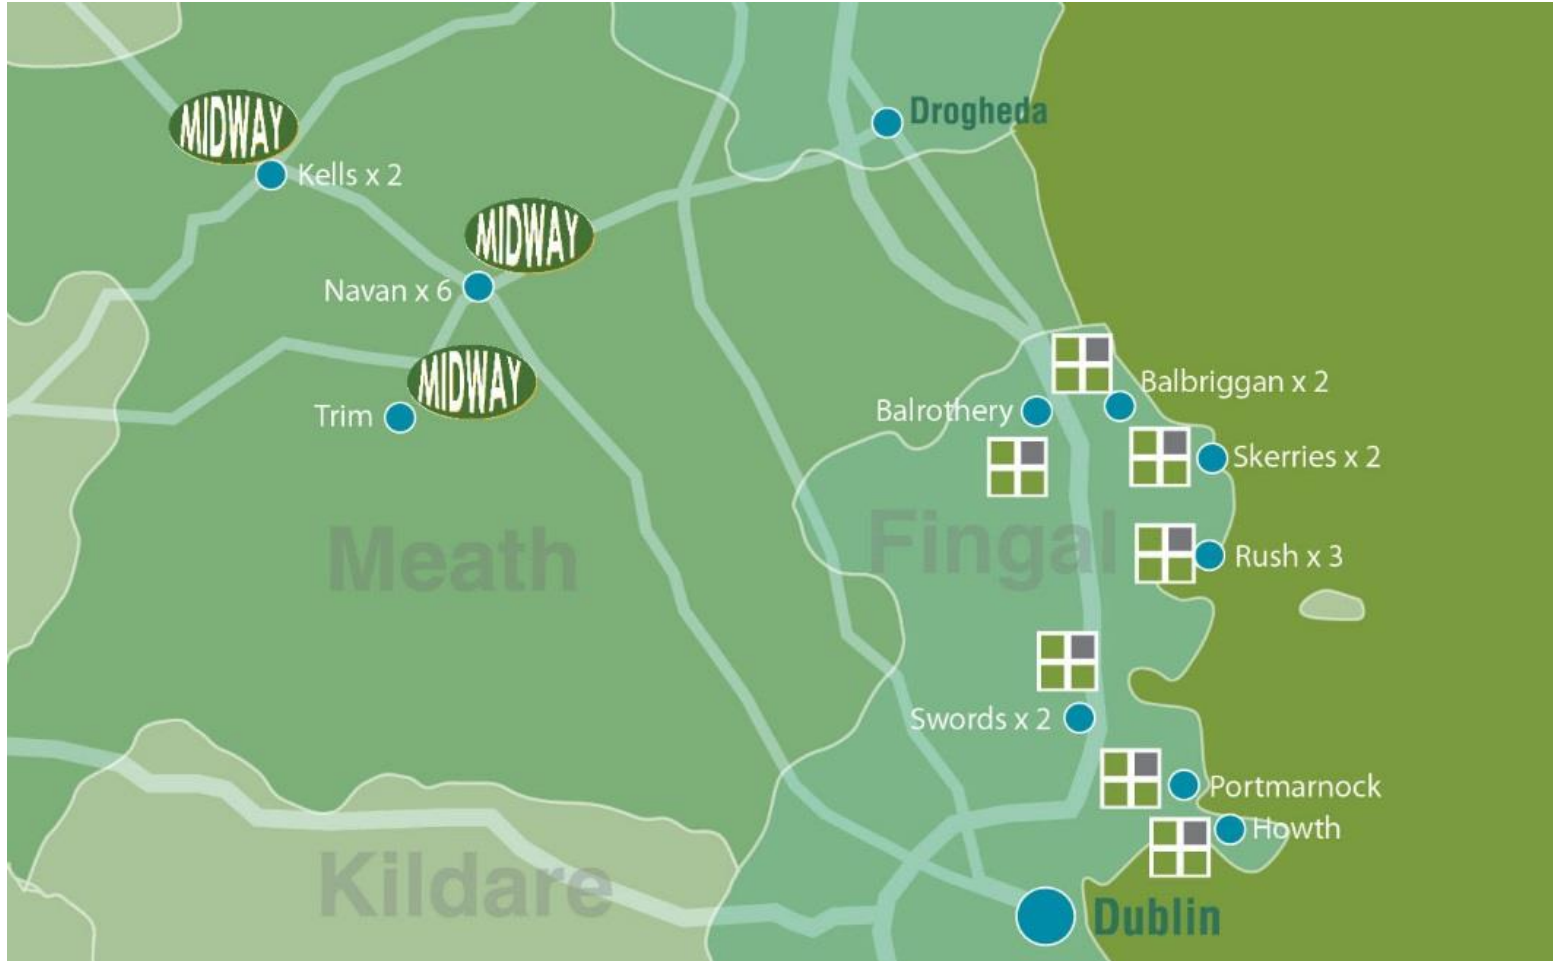 Drogheda
MIDWAY
Kells x 2
MIDWAY
Navan x 6
MIDWAY
Trim
Balbriggan x 2
Balrothery
Skerries x 2
Meath
Fingal
Rush x 3
Swords x 2
Portmarnock
Howth
Kildare
Dublin